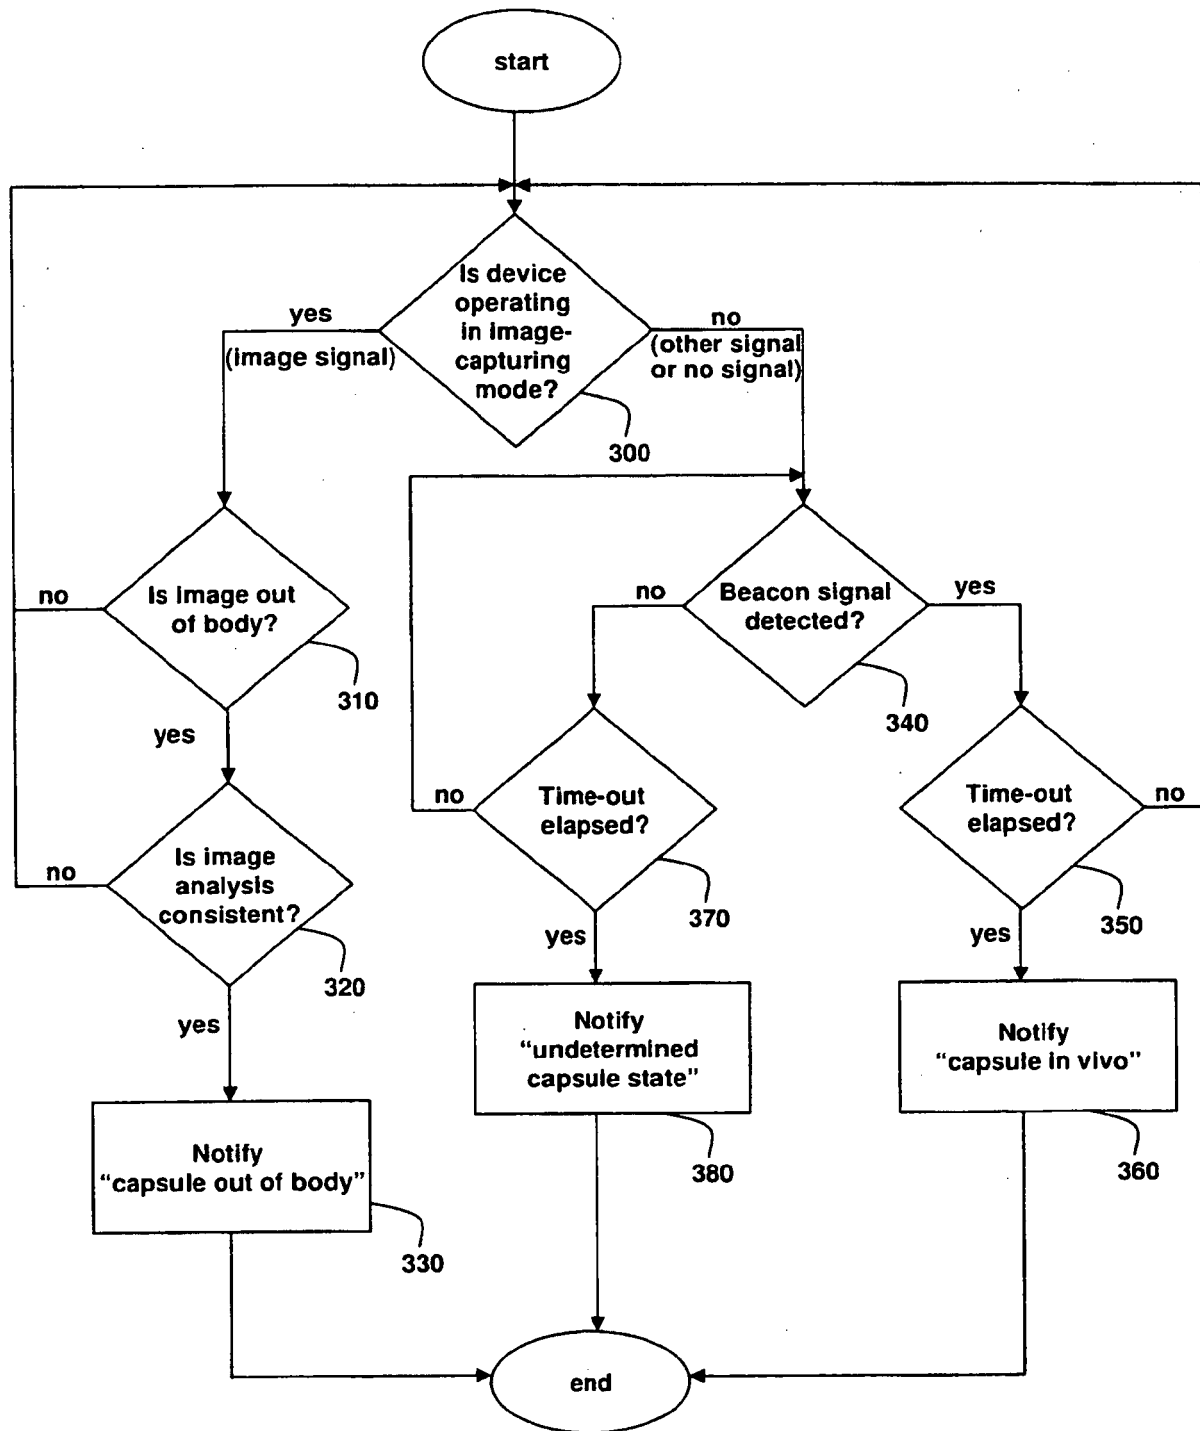 start
Is device
operating
in image-
capturing
mode?
yes
(image signal)
no
(other signal
or no signal)
300
Is image out
of body?
no
310
yes
Beacon signal
detected?
no
yes
340
Is image
analysis
consistent?
no
320
yes
Time-out
elapsed?
no
370
yes
Time-out
elapsed?
no
350
yes
Notify
“undetermined
capsule state”
380
Notify
“capsule in vivo”
360
Notify
“capsule out of body”
330
end